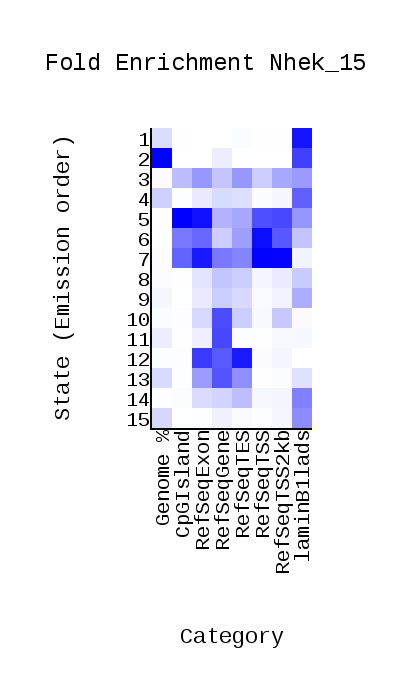 Fold Enrichment Nhek_15
State (Emission order)
1
2
3
4
5
6
7
8
9
10
11
12
13
14
15
Genome %
CpGIsland
RefSeqExon
RefSeqGene
RefSeqTES
RefSeqTSS
RefSeqTSS2kb
laminB1lads
Category